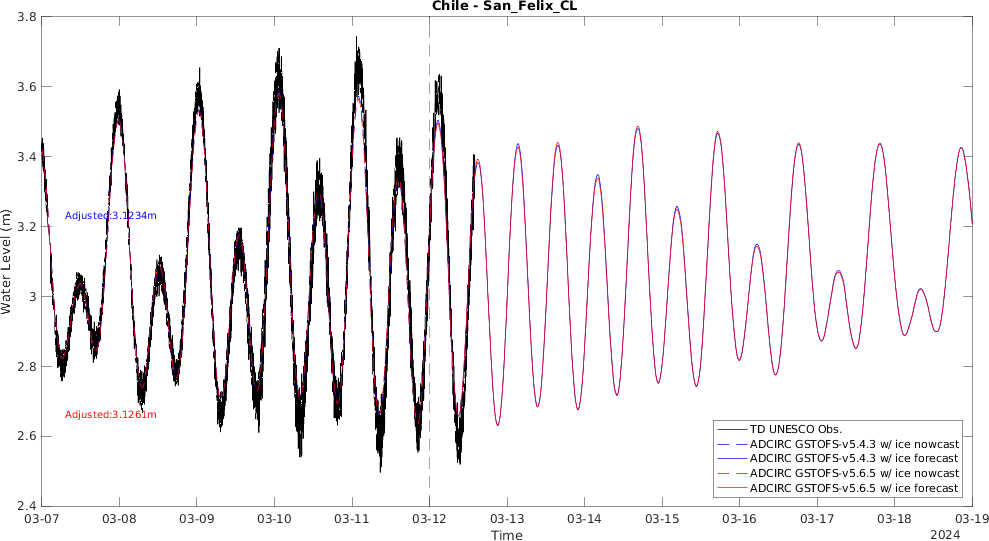 Chile - San_Felix_CL
3.8
3.6
3.4
3.2
3
2.8
2.6
2.4
Water Level (m)
Adjusted:3.1234m
Adjusted:3.1261m
TD UNESCO Obs.
ADCIRC GSTOFS-v5.4.3 w/ ice nowcast
ADCIRC GSTOFS-v5.4.3 w/ ice forecast
ADCIRC GSTOFS-v5.6.5 w/ ice nowcast
ADCIRC GSTOFS-v5.6.5 w/ ice forecast
03-07 03-08 03-09 03-10 03-11 03-12 03-13 03-14 03-15 03-16 03-17 03-18 03-19
Time
2024